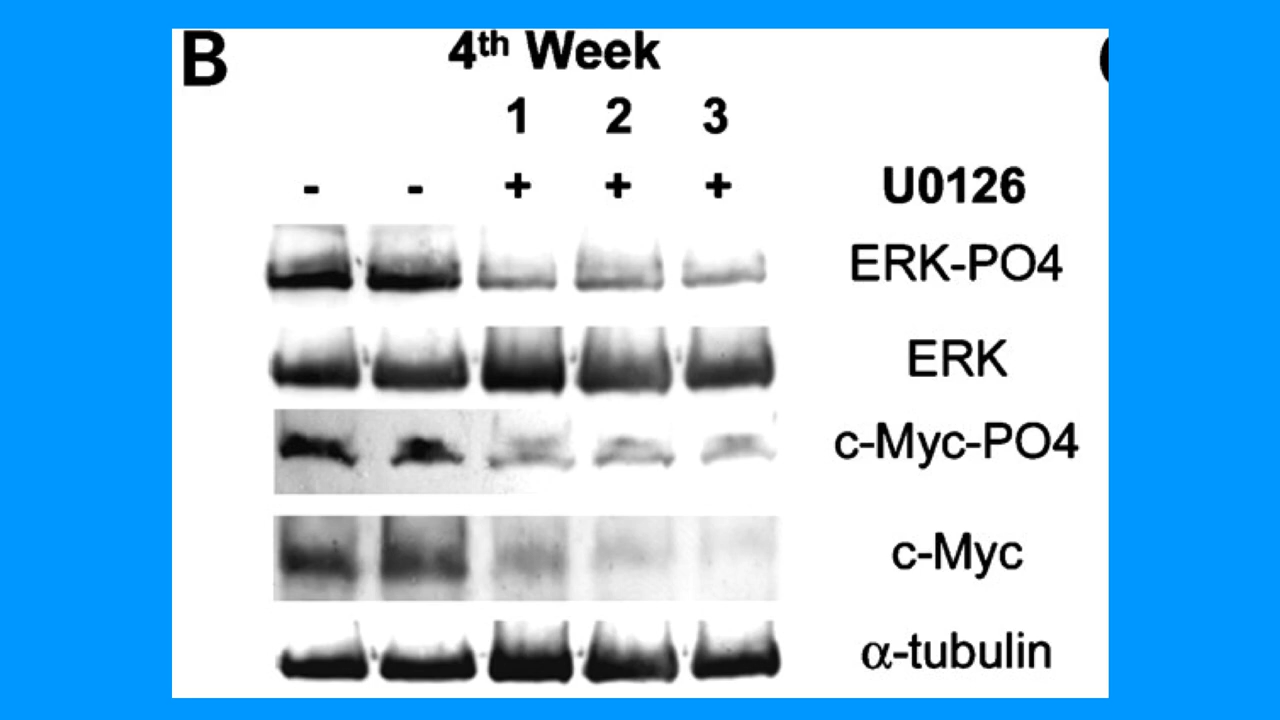 B
4th Week
1 2 3
- - + + + U0126
ERK-PO4
ERK
c-Myc-PO4
c-Myc
α-tubulin